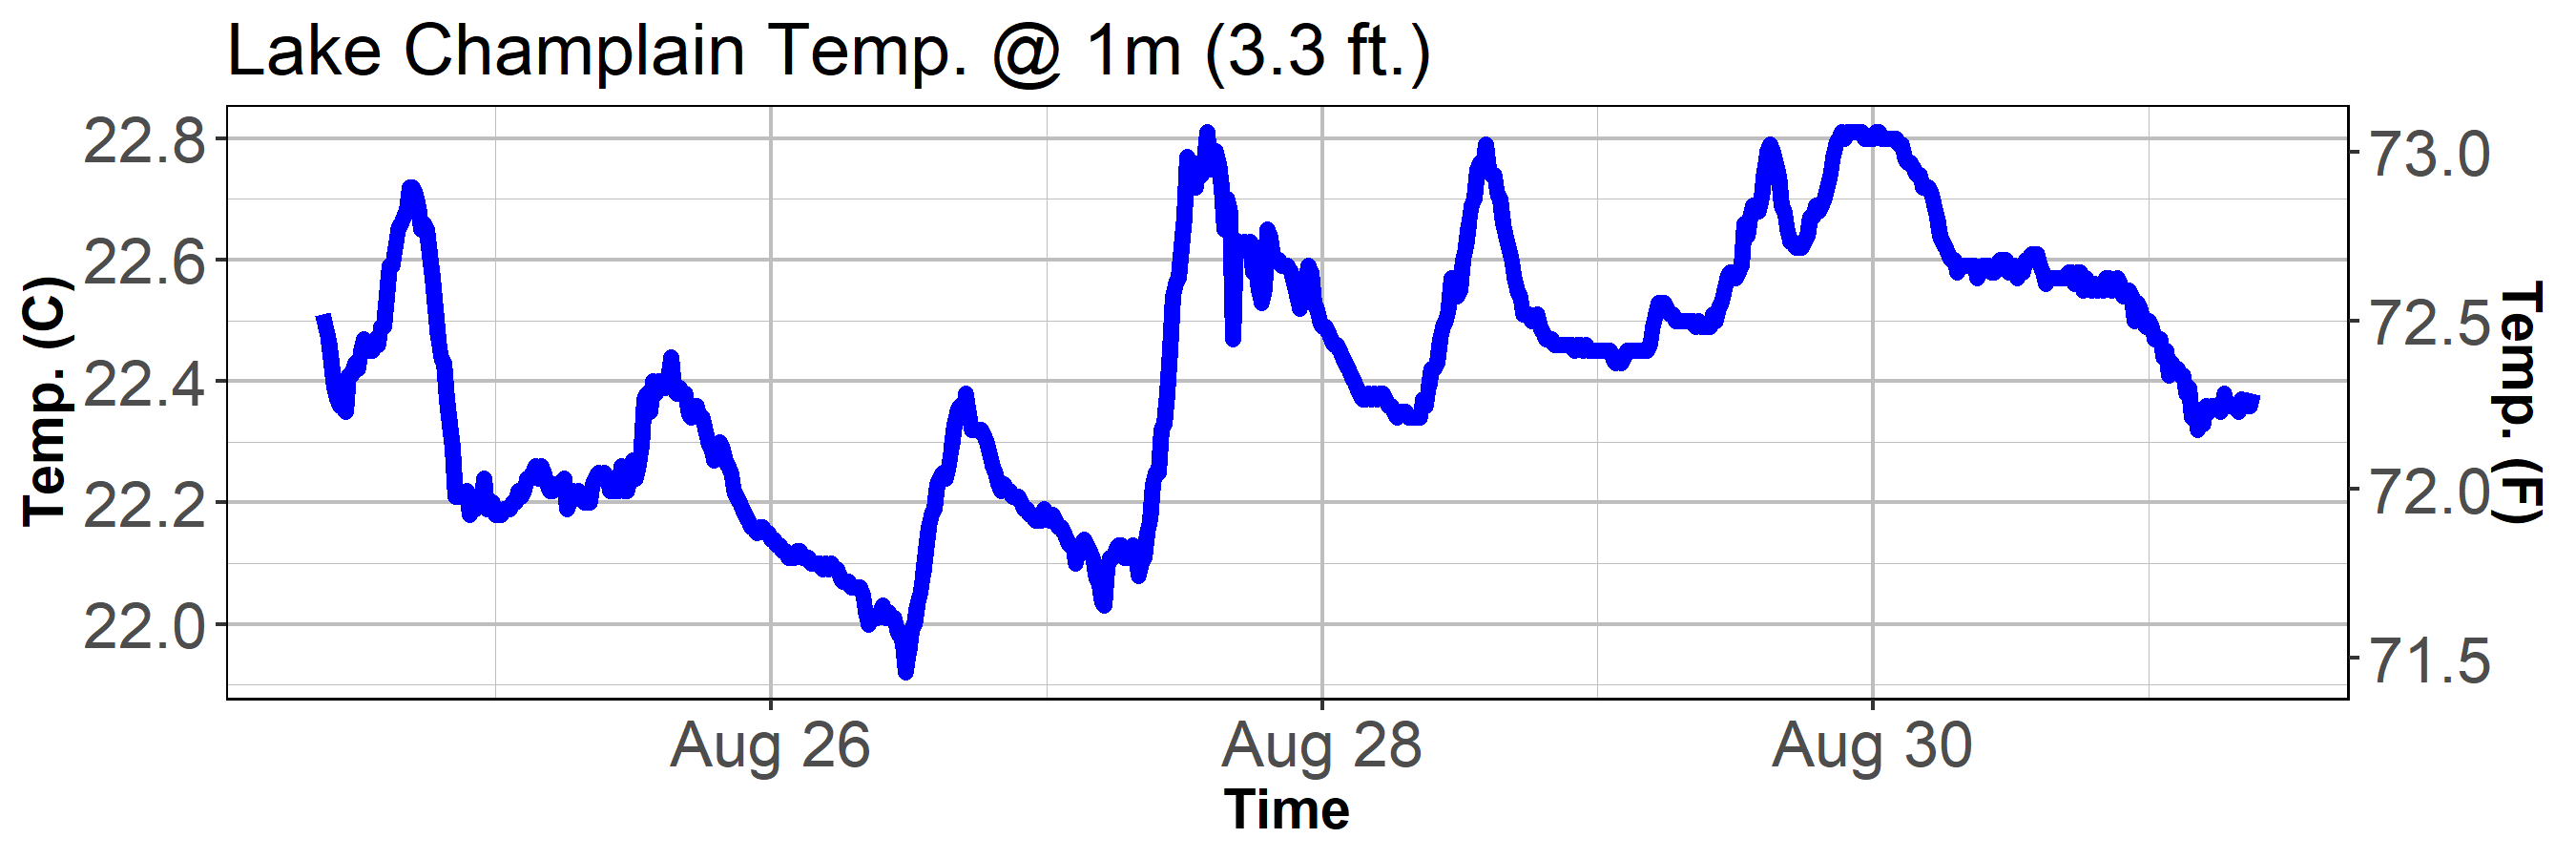 Lake Champlain Temp. @ 1m (3.3 ft.)
22.8
22.6
22.4
22.2
22.0
Temp. (C)
73.0
72.5
72.0
71.5
Temp. (F)
Aug 26 Aug 28 Aug 30
Time